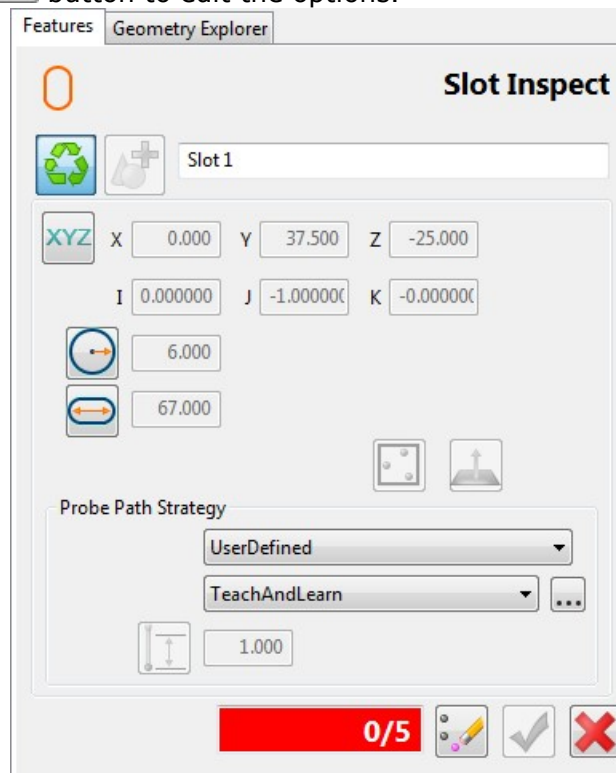 button to edit the options.
Features Geometry Explorer
Slot Inspect
Slot 1
XYZ X 0.000 Y 37.500 Z -25.000
I 0.000000 J -1.00000( K -0.00000(
6.000
67.000
Probe Path Strategy
UserDefined
TeachAndLearn ...
1.000
0/5